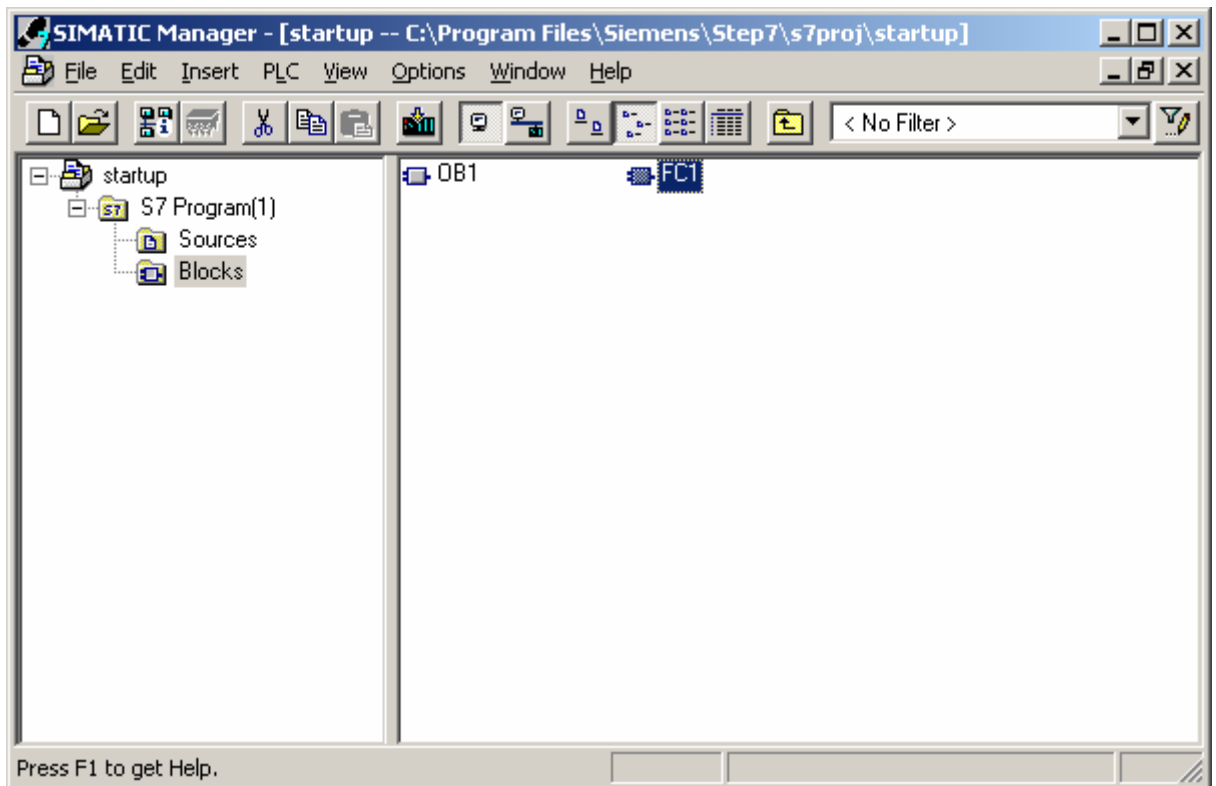 SIMATIC Manager - [startup -- C:\Program Files\Siemens\Step7\s7proj\startup]
File Edit Insert PLC View Options Window Help
< No Filter >
startup
S7 Program(1)
Sources
Blocks
OB1 FC1
Press F1 to get Help.